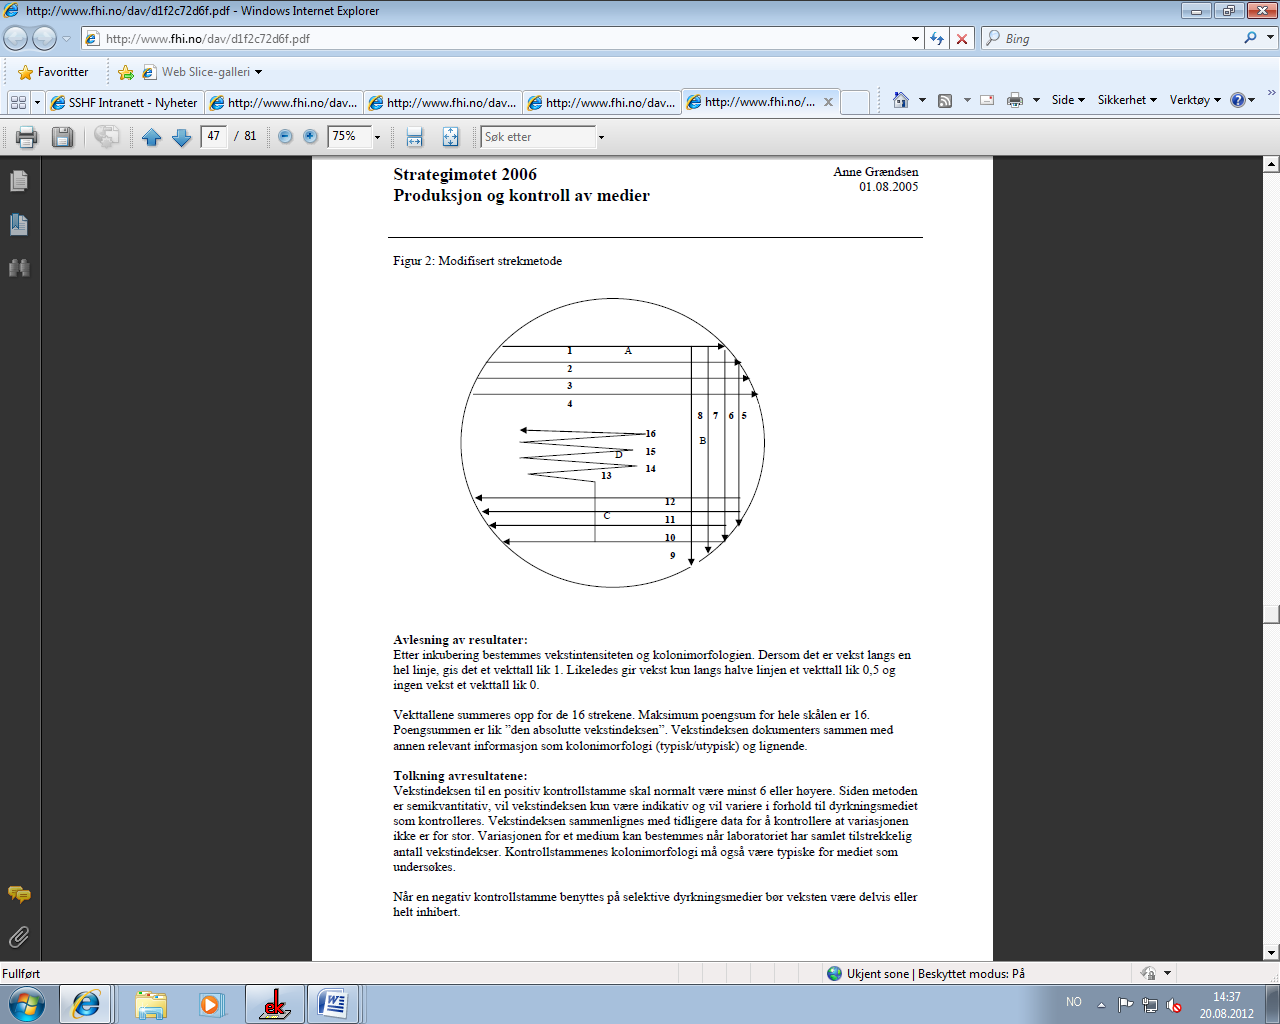 http://www.fhi.no/dav/d1f2c72d6f.pdf - Windows Internet Explorer
http://www.fhi.no/dav/d1f2c72d6f.pdf
Bing
Favoritter
Web Slice-galleri
SSHF Intranett - Nyheter
http://www.fhi.no/dav...
http://www.fhi.no/dav...
http://www.fhi.no/dav...
http://www.fhi.no/...
Side
Sikkerhet
Verktøy
47 / 81
75%
Søk etter
Strategimøtet 2006
Anne Grændsen
01.08.2005
Produksjon og kontroll av medier
Figur 2: Modifisert strekmetode
1 A
2
3
4
8 7 6 5
B
16
15
D
14
13
12
C
11
10
9
Avlesning av resultater:
Etter inkubering bestemmes vekstintensiteten og kolonimorfologien. Dersom det er vekst langs en
hel linje, gis det et vekttall lik 1. Likeledes gir vekst kun langs halve linjen et vekttall lik 0,5 og
ingen vekst et vekttall lik 0.
Vekttallene summeres opp for de 16 strekene. Maksimum poengsum for hele skålen er 16.
Poengsummen er lik ”den absolutte vekstindeksen”. Vekstindeksen dokumenters sammen med
annen relevant informasjon som kolonimorfologi (typisk/utypisk) og lignende.
Tolkning avresultatene:
Vekstindeksen til en positiv kontrollstamme skal normalt være minst 6 eller høyere. Siden metoden
er semikvantitativ, vil vekstindeksen kun være indikativ og vil variere i forhold til dyrkningsmediet
som kontrolleres. Vekstindeksen sammenlignes med tidligere data for å kontrollere at variasjonen
ikke er for stor. Variasjonen for et medium kan bestemmes når laboratoriet har samlet tilstrekkelig
antall vekstindekser. Kontrollstammenes kolonimorfologi må også være typiske for mediet som
undersøkes.
Når en negativ kontrollstamme benyttes på selektive dyrkningsmedier bør veksten være delvis eller
helt inhibert.
Fullført
Ukjent sone | Beskyttet modus: På
ek
NO
14:37
20.08.2012